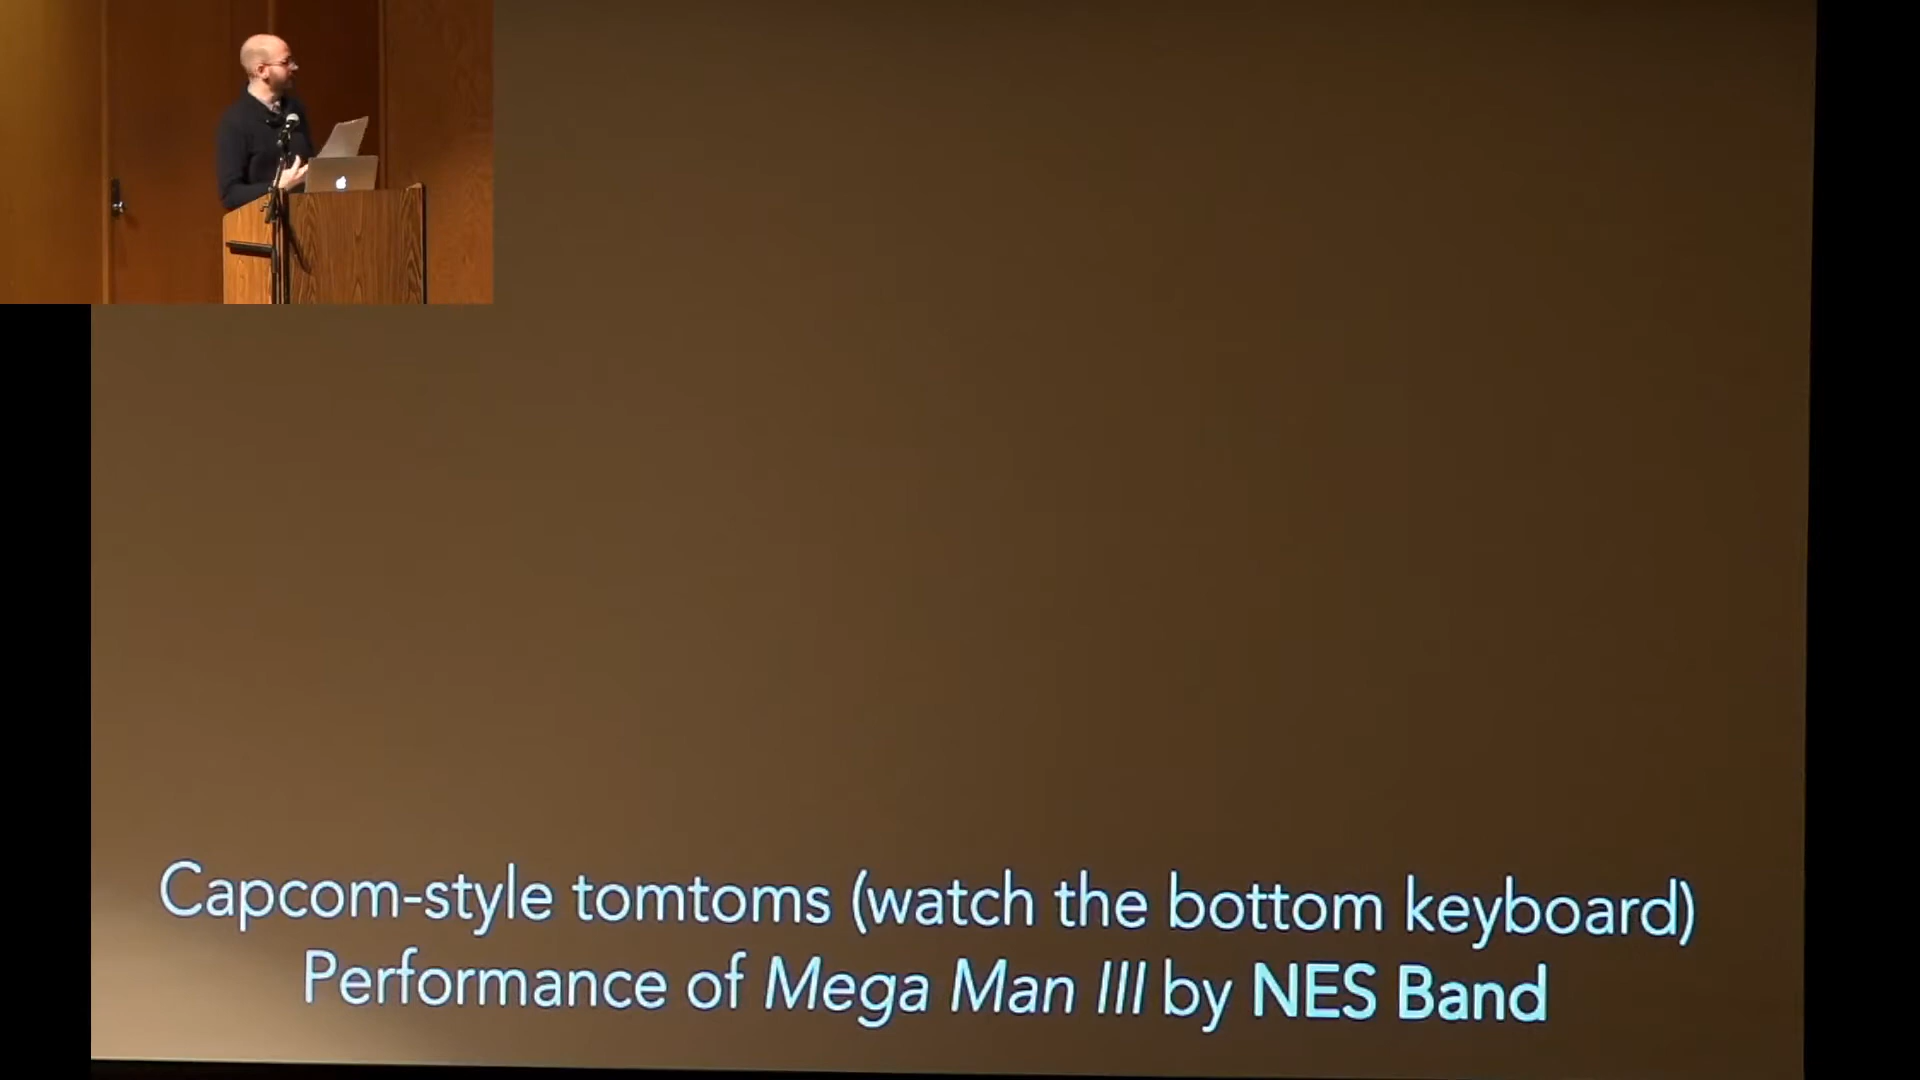 Capcom-style tomtoms (watch the bottom keyboard)
Performance of Mega Man III by NES Band